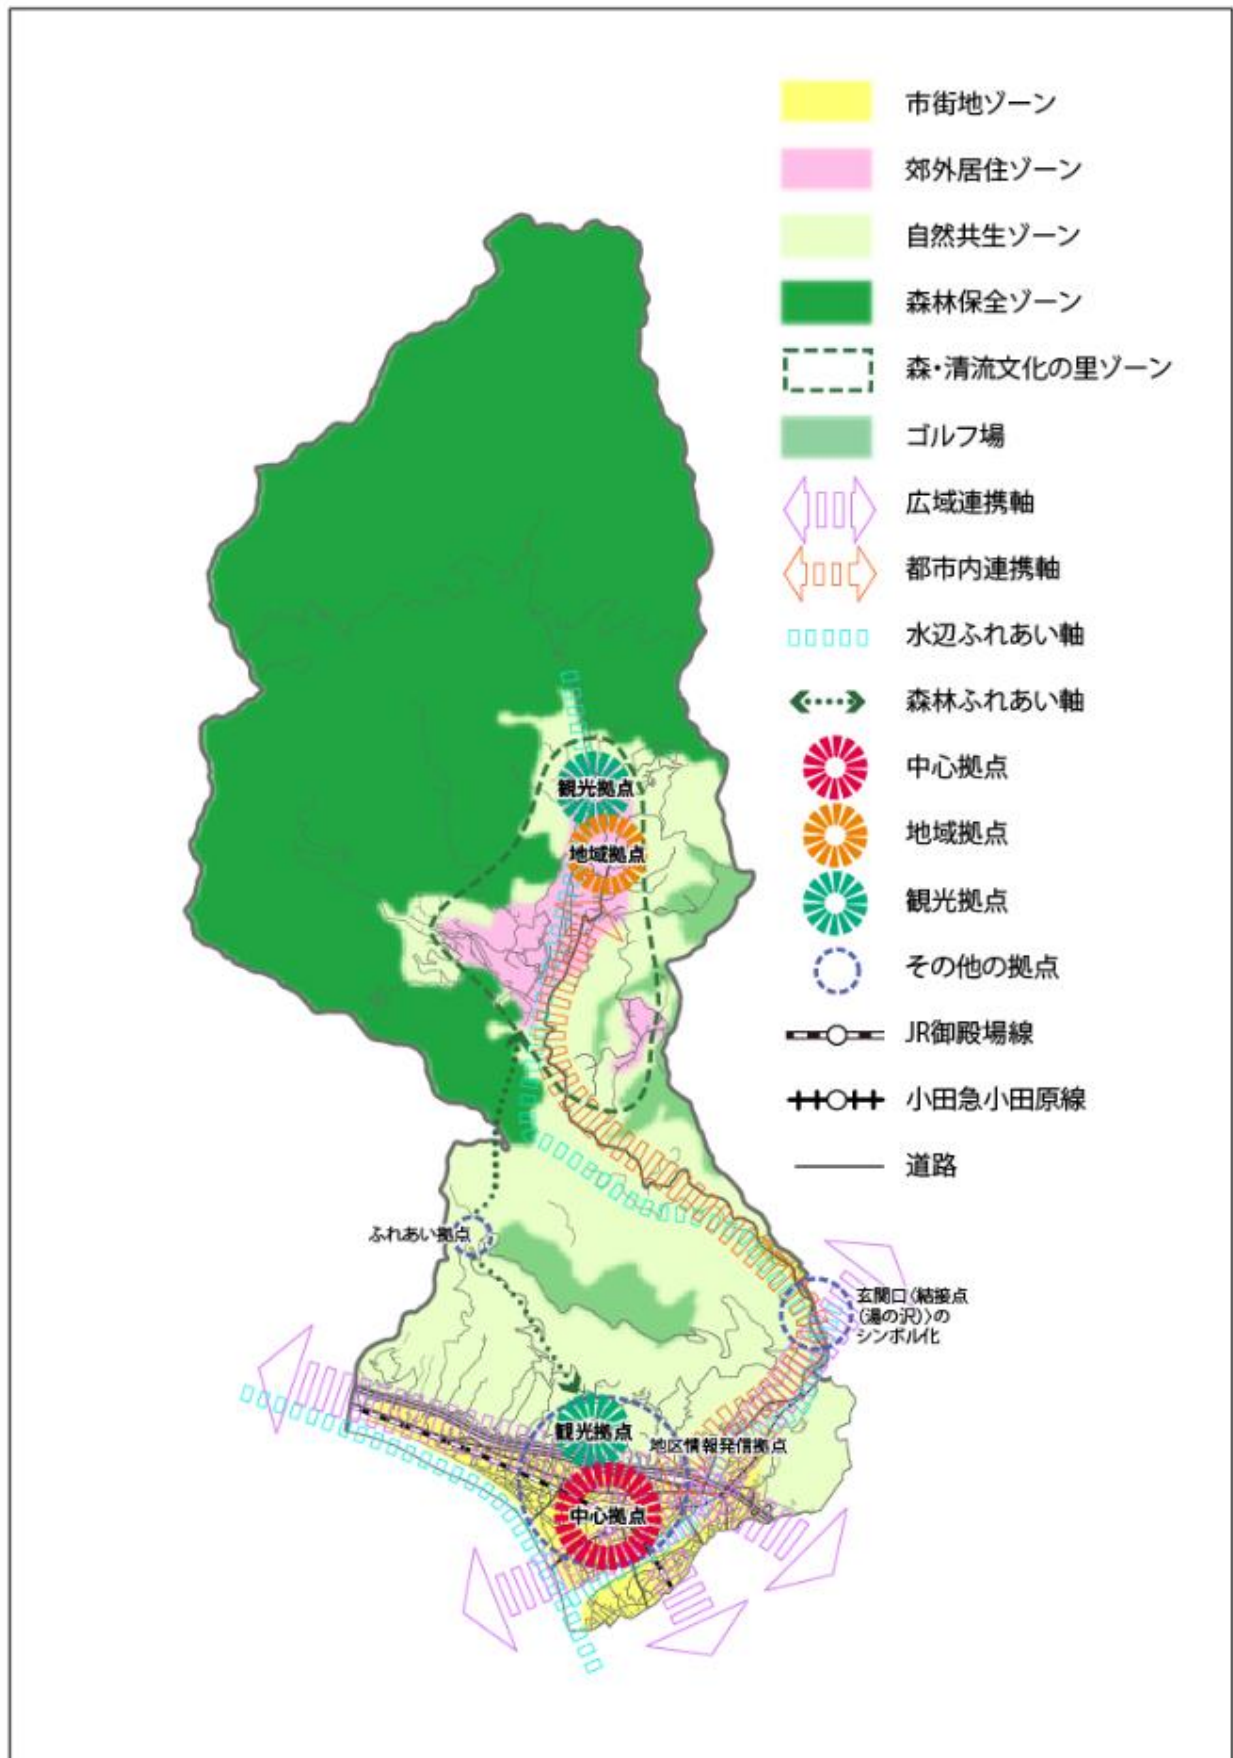 市街地ゾーン
郊外居住ゾーン
自然共生ゾーン
森林保全ゾーン
森・清流文化の里ゾーン
ゴルフ場
広域連携軸
都市内連携軸
水辺ふれあい軸
森林ふれあい軸
中心拠点
地域拠点
観光拠点
その他の拠点
JR御殿場線
小田急小田原線
道路
観光拠点
地域拠点
ふれあい拠点
玄関口〈結接点
(湯の沢)〉の
シンボル化
観光拠点
地区情報発信拠点
中心拠点